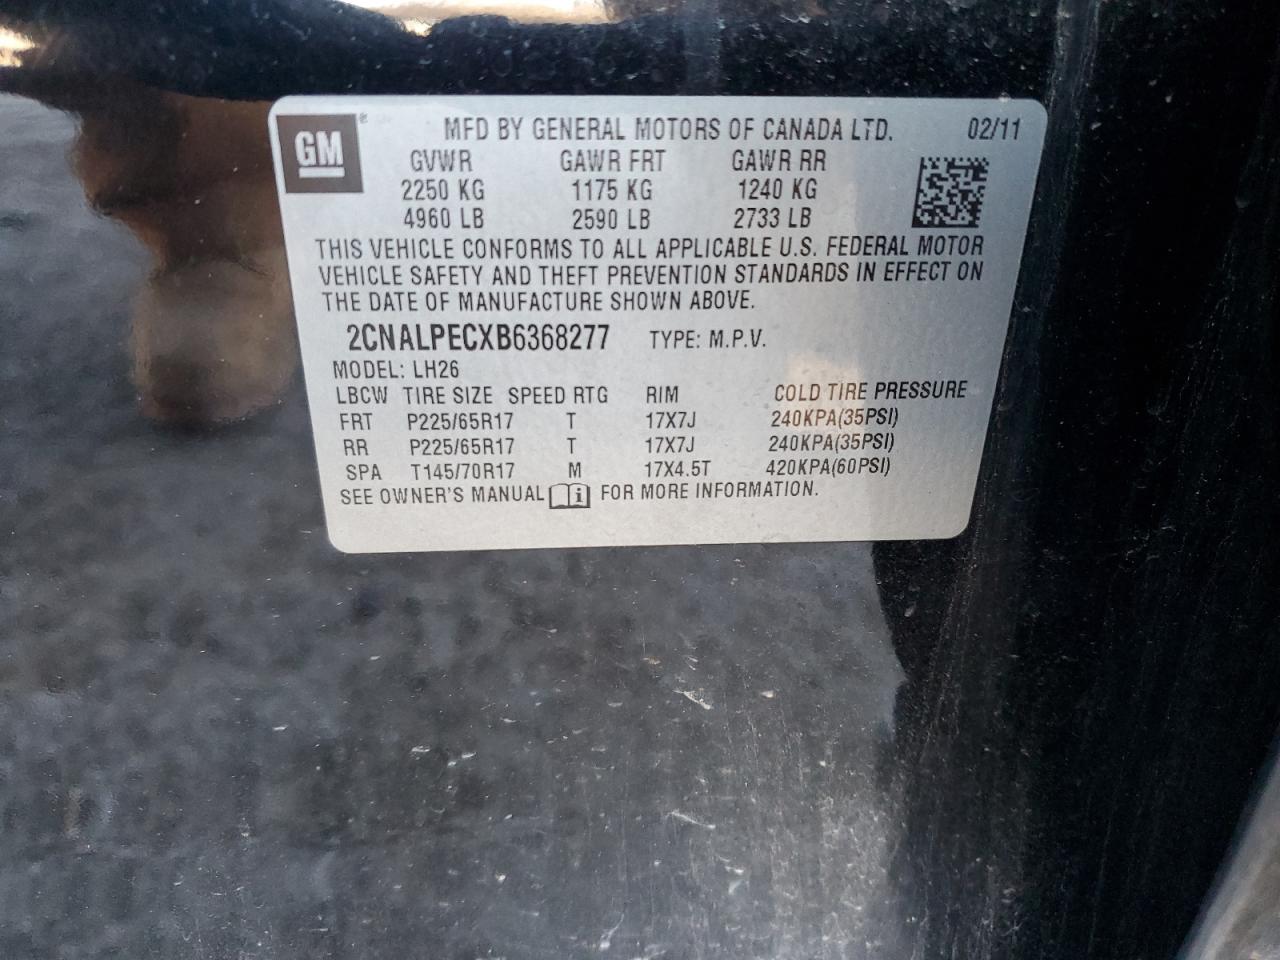 GM ® MFD BY GENERAL MOTORS OF CANADA LTD. 02/11
GVWR GAWR FRT GAWR RR
2250 KG 1175 KG 1240 KG
4960 LB 2590 LB 2733 LB
THIS VEHICLE CONFORMS TO ALL APPLICABLE U.S. FEDERAL MOTOR
VEHICLE SAFETY AND THEFT PREVENTION STANDARDS IN EFFECT ON
THE DATE OF MANUFACTURE SHOWN ABOVE.
2CNALPECXB6368277 TYPE: M.P.V.
MODEL: LH26
LBCW TIRE SIZE SPEED RTG RIM COLD TIRE PRESSURE
FRT P225/65R17 T 17X7J 240KPA(35PSI)
RR P225/65R17 T 17X7J 240KPA(35PSI)
SPA T145/70R17 M 17X4.5T 420KPA(60PSI)
SEE OWNER'S MANUAL i FOR MORE INFORMATION.